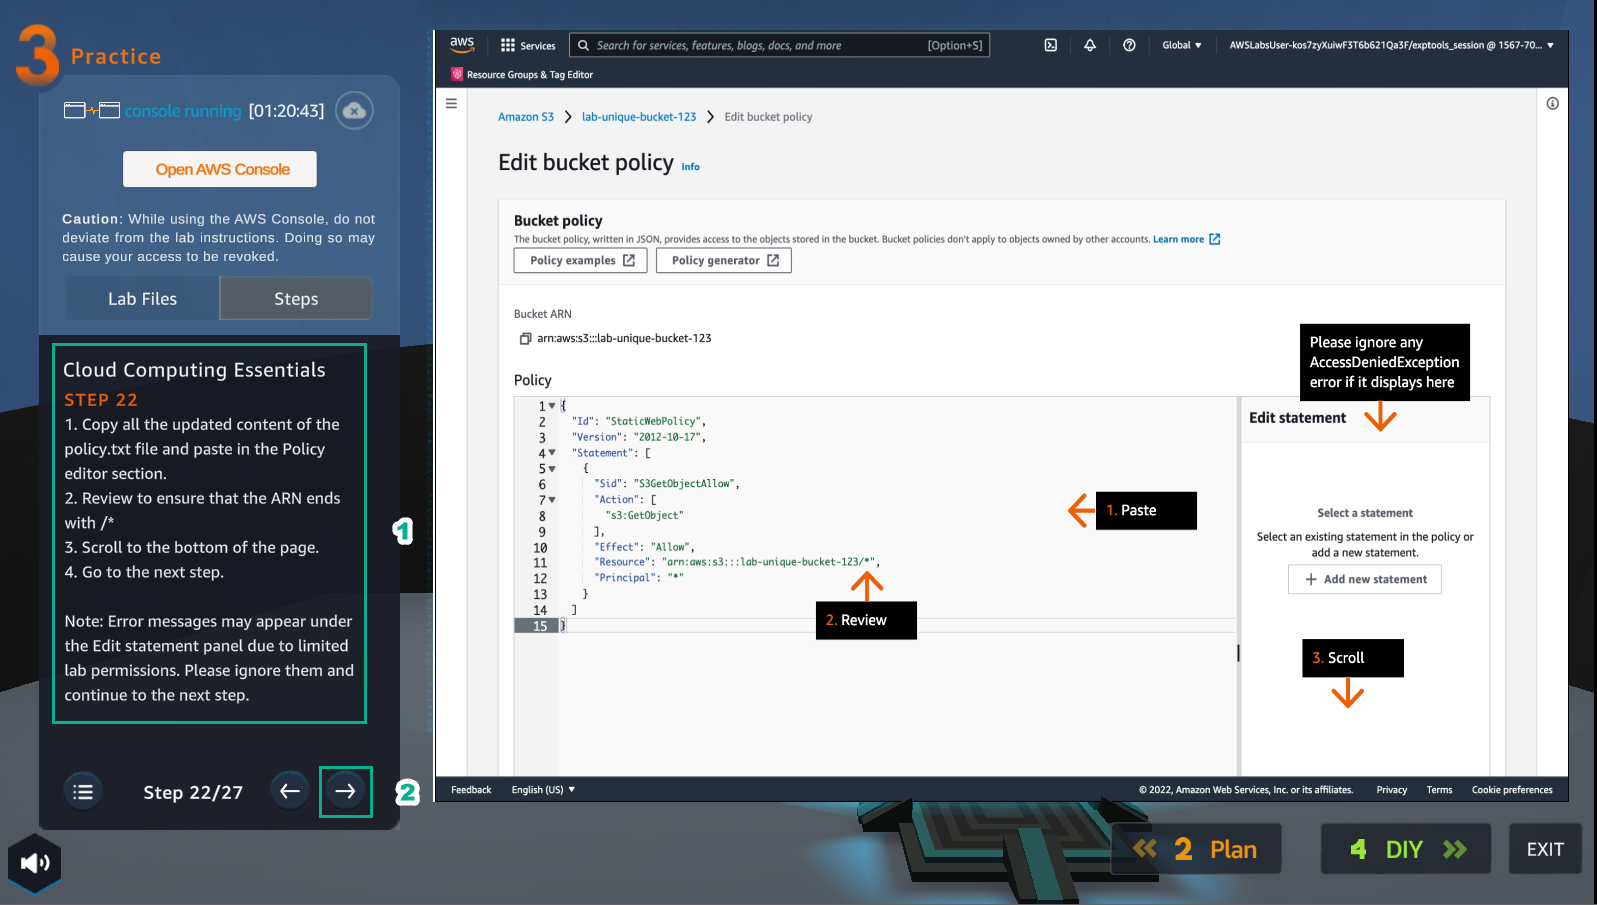 3 Practice
console running [01:20:43]
Open AWS Console
Caution: While using the AWS Console, do not
deviate from the lab instructions. Doing so may
cause your access to be revoked.
Lab Files
Steps
Cloud Computing Essentials
STEP 22
1. Copy all the updated content of the
policy.txt file and paste in the Policy
editor section.
2. Review to ensure that the ARN ends
with /*
3. Scroll to the bottom of the page.
4. Go to the next step.
Note: Error messages may appear under
the Edit statement panel due to limited
lab permissions. Please ignore them and
continue to the next step.
1
Step 22/27
2
aws
Services
Search for services, features, blogs, docs, and more
[Option+S]
Global
AWSLabsUser-kos7zyXuiwF3T6b621Qa3F/exptools_session @ 1567-70...
Resource Groups & Tag Editor
Amazon S3 > lab-unique-bucket-123 > Edit bucket policy
Edit bucket policy Info
Bucket policy
The bucket policy, written in JSON, provides access to the objects stored in the bucket. Bucket policies don't apply to objects owned by other accounts. Learn more
Policy examples
Policy generator
Bucket ARN
arn:aws:s3:::lab-unique-bucket-123
Policy
1 {
2 "Id": "StaticWebPolicy",
3 "Version": "2012-10-17",
4 "Statement": [
5 {
6 "Sid": "S3GetObjectAllow",
7 "Action": [
8 "s3:GetObject"
9 ],
10 "Effect": "Allow",
11 "Resource": "arn:aws:s3:::lab-unique-bucket-123/*",
12 "Principal": "*"
13 }
14 ]
15 }
1. Paste
2. Review
Please ignore any
AccessDeniedException
error if it displays here
Edit statement
Select a statement
Select an existing statement in the policy or
add a new statement.
+ Add new statement
3. Scroll
Feedback
English (US)
© 2022, Amazon Web Services, Inc. or its affiliates.
Privacy
Terms
Cookie preferences
2 Plan
4 DIY
EXIT